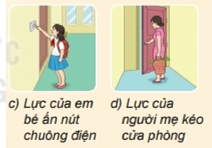 c) Lực của em
bé ấn nút
chuông điện
d) Lực của
người mẹ kéo
cửa phòng